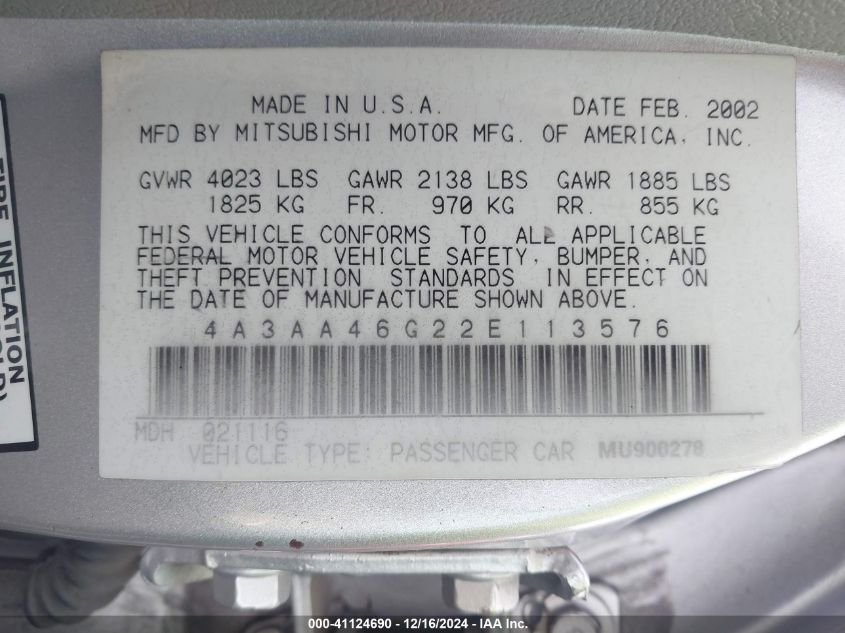 MADE IN U.S.A. DATE FEB. 2002
MFD BY MITSUBISHI MOTOR MFG. OF AMERICA, INC.
GVWR 4023 LBS GAWR 2138 LBS GAWR 1885 LBS
1825 KG FR. 970 KG RR. 855 KG
THIS VEHICLE CONFORMS TO ALL APPLICABLE
FEDERAL MOTOR VEHICLE SAFETY, BUMPER, AND
THEFT PREVENTION STANDARDS IN EFFECT ON
THE DATE OF MANUFACTURE SHOWN ABOVE.
4A3AA46G22E113576
MDH 021116
VEHICLE TYPE: PASSENGER CAR MU900278
TIRE INFLATION
000-41124690 - 12/16/2024 - IAA Inc.